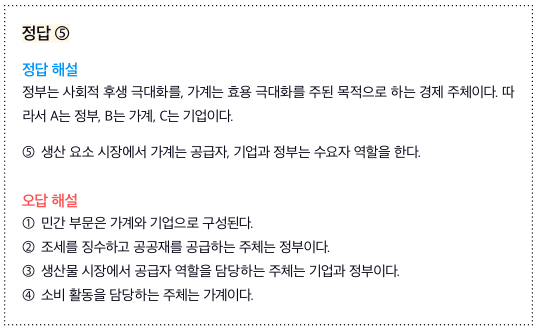 정답 ⑤
정답 해설
정부는 사회적 후생 극대화를, 가계는 효용 극대화를 주된 목적으로 하는 경제 주체이다. 따
라서 A는 정부, B는 가계, C는 기업이다.
⑤ 생산 요소 시장에서 가계는 공급자, 기업과 정부는 수요자 역할을 한다.
오답 해설
① 민간 부문은 가계와 기업으로 구성된다.
② 조세를 징수하고 공공재를 공급하는 주체는 정부이다.
③ 생산물 시장에서 공급자 역할을 담당하는 주체는 기업과 정부이다.
④ 소비 활동을 담당하는 주체는 가계이다.